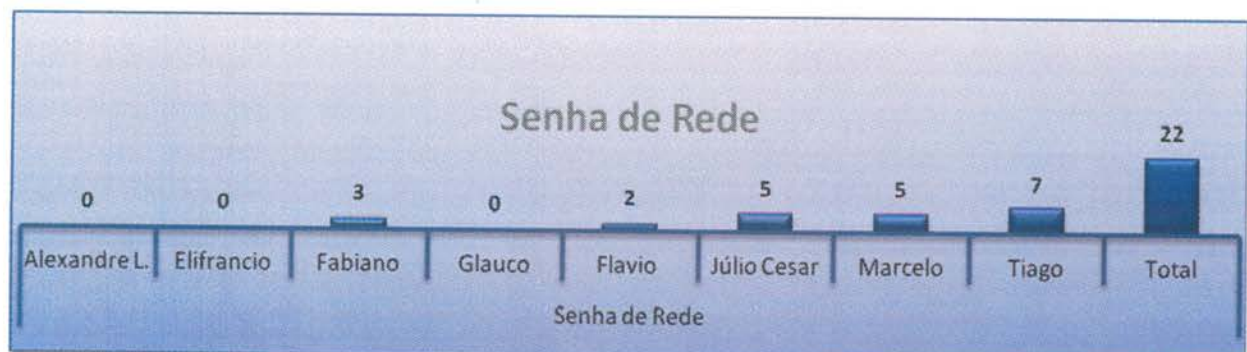 Senha de Rede
0 0 3 0 2 5 5 7 22
Alexandre L. Elifrancio Fabiano Glauco Flavio Júlio Cesar Marcelo Tiago Total
Senha de Rede